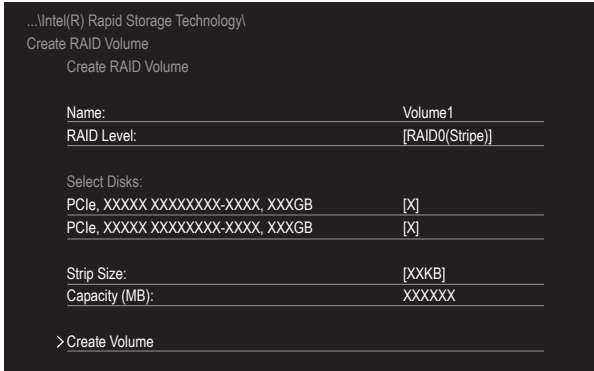 ...\Intel(R) Rapid Storage Technology\
Create RAID Volume
Create RAID Volume
Name: Volume1
RAID Level: [RAID0(Stripe)]
Select Disks:
PCIe, XXXXX XXXXXXXX-XXXX, XXXGB [X]
PCIe, XXXXX XXXXXXXX-XXXX, XXXGB [X]
Strip Size: [XXKB]
Capacity (MB): XXXXXX
>Create Volume